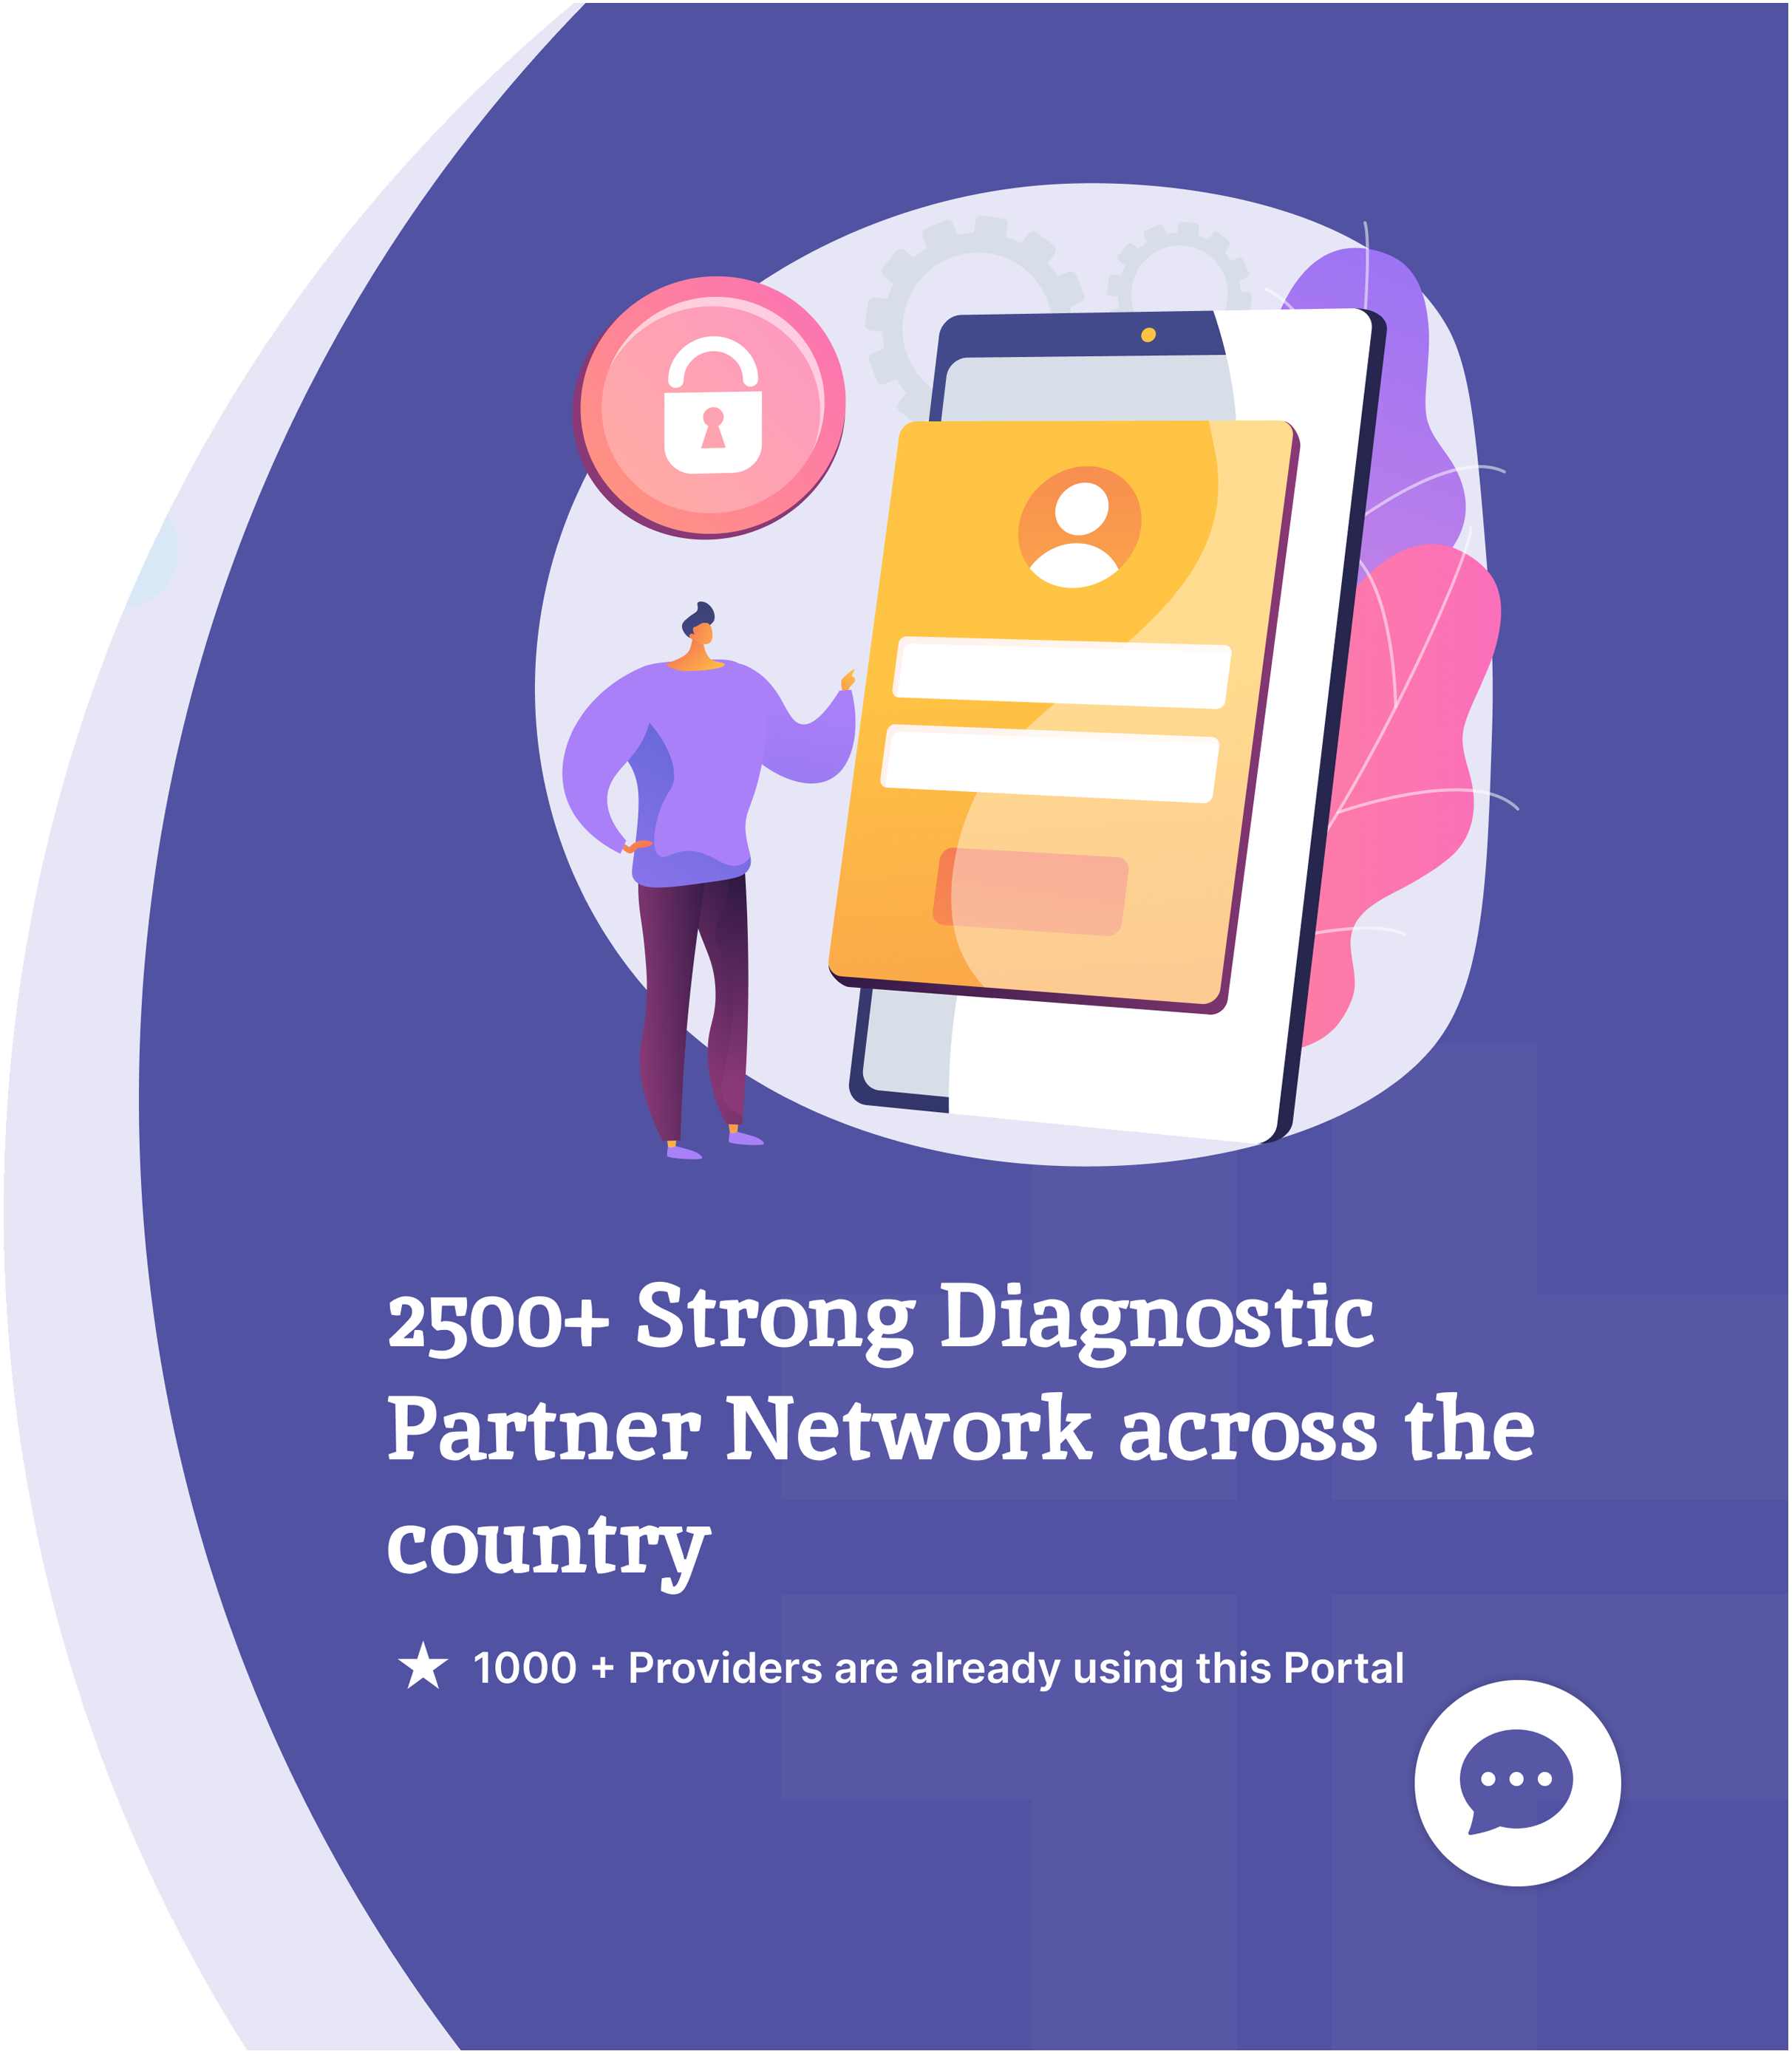 2500+ Strong Diagnostic
Partner Network across the
country
1000 + Providers are already using this Portal